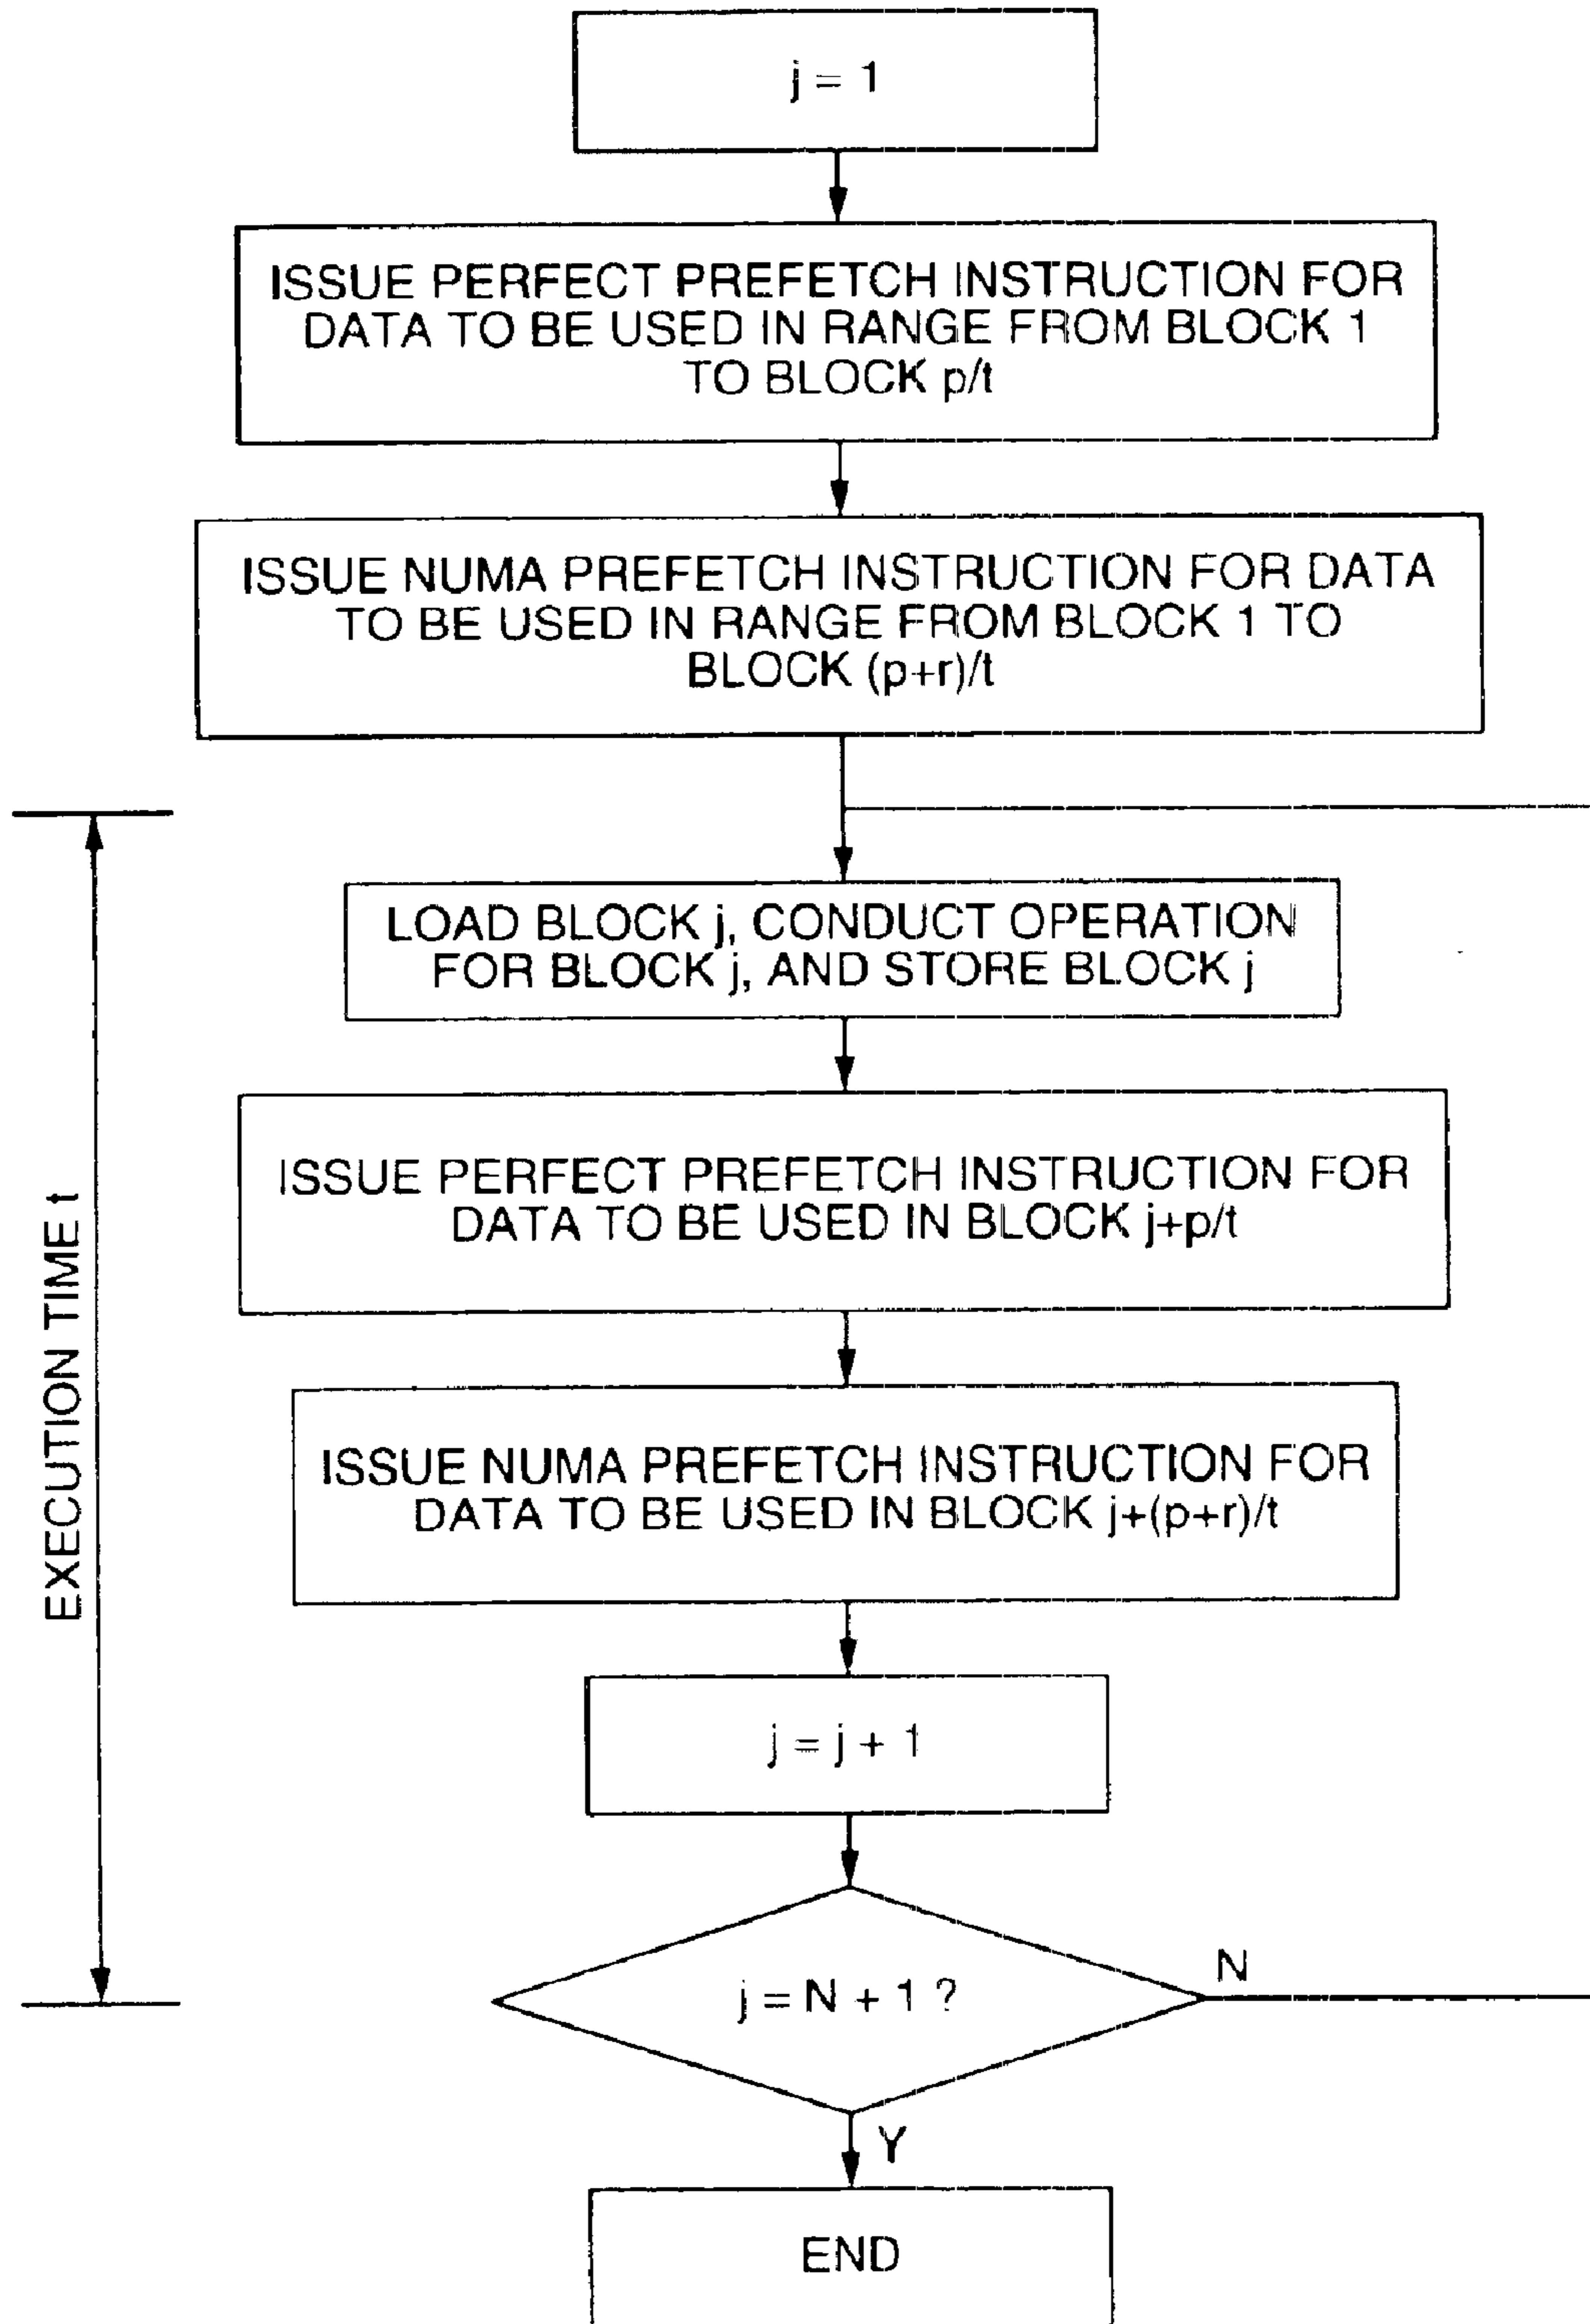 j = 1
ISSUE PERFECT PREFETCH INSTRUCTION FOR
DATA TO BE USED IN RANGE FROM BLOCK 1
TO BLOCK p/t
ISSUE NUMA PREFETCH INSTRUCTION FOR DATA
TO BE USED IN RANGE FROM BLOCK 1 TO
BLOCK (p+r)/t
LOAD BLOCK j, CONDUCT OPERATION
FOR BLOCK j, AND STORE BLOCK j
ISSUE PERFECT PREFETCH INSTRUCTION FOR
DATA TO BE USED IN BLOCK j+p/t
EXECUTION TIME t
ISSUE NUMA PREFETCH INSTRUCTION FOR
DATA TO BE USED IN BLOCK j+(p+r)/t
j = j + 1
j = N + 1 ?
N
Y
END